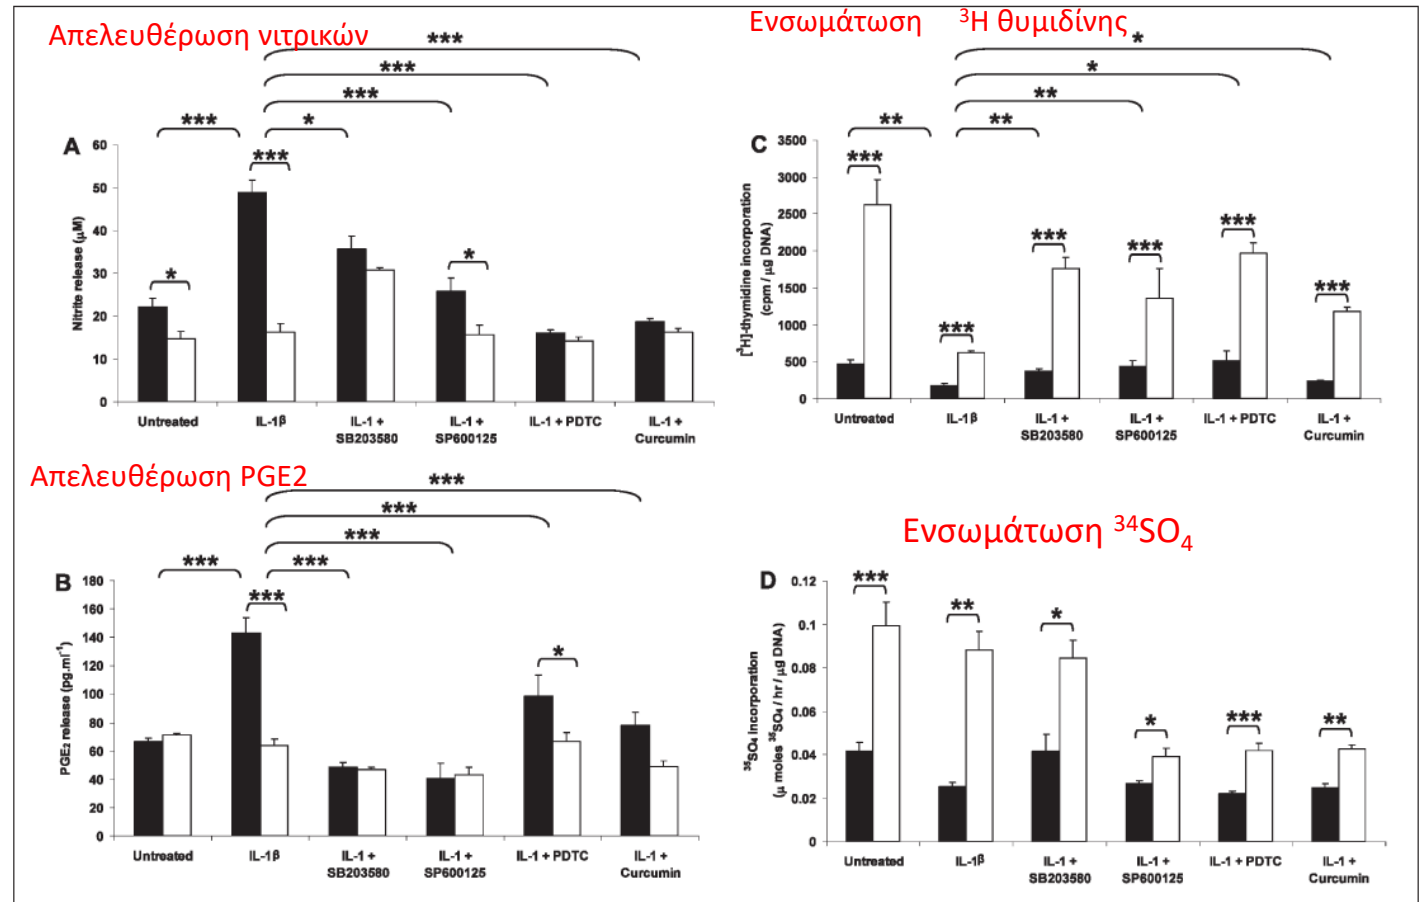 Απελευθέρωση νιτρικών
***
***
***
***
*
A
***
*
*
Nitrite release (µM)
60
50
40
30
20
10
0
Untreated
IL-1β
IL-1 +
SB203580
IL-1 +
SP600125
IL-1 + PDTC
IL-1 +
Curcumin
Ενσωμάτωση ³H θυμιδίνης
*
*
**
**
**
C
***
***
***
***
***
***
[³H]-thymidine incorporation
(cpm / µg DNA)
3500
3000
2500
2000
1500
1000
500
0
Untreated
IL-1β
IL-1 +
SB203580
IL-1 +
SP600125
IL-1 + PDTC
IL-1 +
Curcumin
Απελευθέρωση PGE2
***
***
***
***
***
B
***
*
PGE₂ release (pg.ml⁻¹)
180
160
140
120
100
80
60
40
20
0
Untreated
IL-1β
IL-1 +
SB203580
IL-1 +
SP600125
IL-1 + PDTC
IL-1 +
Curcumin
Ενσωμάτωση ³⁴SO₄
D
***
**
*
*
***
**
³⁵SO₄ incorporation
(µ moles ³⁵SO₄ / hr / µg DNA)
0.12
0.1
0.08
0.06
0.04
0.02
0
Untreated
IL-1β
IL-1 +
SB203580
IL-1 +
SP600125
IL-1 + PDTC
IL-1 +
Curcumin